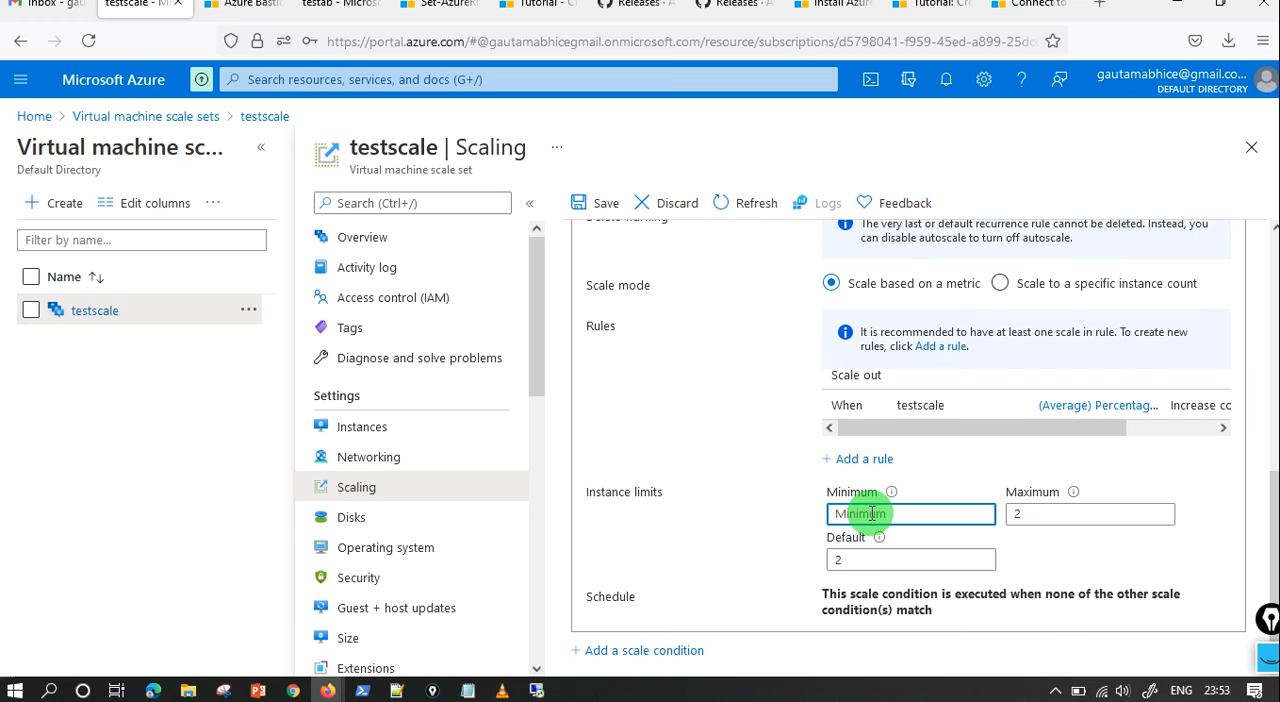 Inbox - gau
testscale - Mi
Azure Basti
testab - Micros
Set-AzureR
Tutorial - C
Releases · A
Releases · A
Install Azure
Tutorial: Cre
Connect to
https://portal.azure.com/#@gautamabhicegmail.onmicrosoft.com/resource/subscriptions/d5798041-f959-45ed-a899-25dc
Microsoft Azure
Search resources, services, and docs (G+/)
gautamabhice@gmail.co...
DEFAULT DIRECTORY
Home > Virtual machine scale sets > testscale
Virtual machine sc...
Default Directory
+ Create
Edit columns
...
Filter by name...
Name ↑↓
testscale
...
testscale | Scaling
...
Virtual machine scale set
Search (Ctrl+/)
Overview
Activity log
Access control (IAM)
Tags
Diagnose and solve problems
Settings
Instances
Networking
Scaling
Disks
Operating system
Security
Guest + host updates
Size
Extensions
Save
Discard
Refresh
Logs
Feedback
Delete warning
The very last or default recurrence rule cannot be deleted. Instead, you
can disable autoscale to turn off autoscale.
Scale mode
Scale based on a metric
Scale to a specific instance count
Rules
It is recommended to have at least one scale in rule. To create new
rules, click Add a rule.
Scale out
When testscale (Average) Percentag... Increase co
+ Add a rule
Instance limits
Minimum
Maximum
Minimum
2
Default
2
Schedule
This scale condition is executed when none of the other scale
condition(s) match
+ Add a scale condition
ENG 23:53